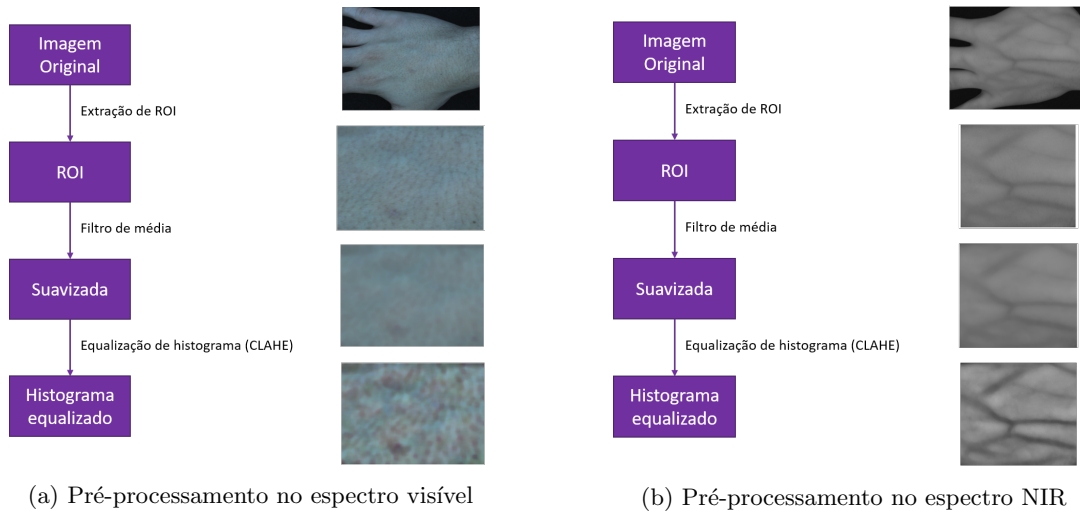 Imagem
Original
Extração de ROI
ROI
Filtro de média
Suavizada
Equalização de histograma (CLAHE)
Histograma
equalizado
(a) Pré-processamento no espectro visível
Imagem
Original
Extração de ROI
ROI
Filtro de média
Suavizada
Equalização de histograma (CLAHE)
Histograma
equalizado
(b) Pré-processamento no espectro NIR